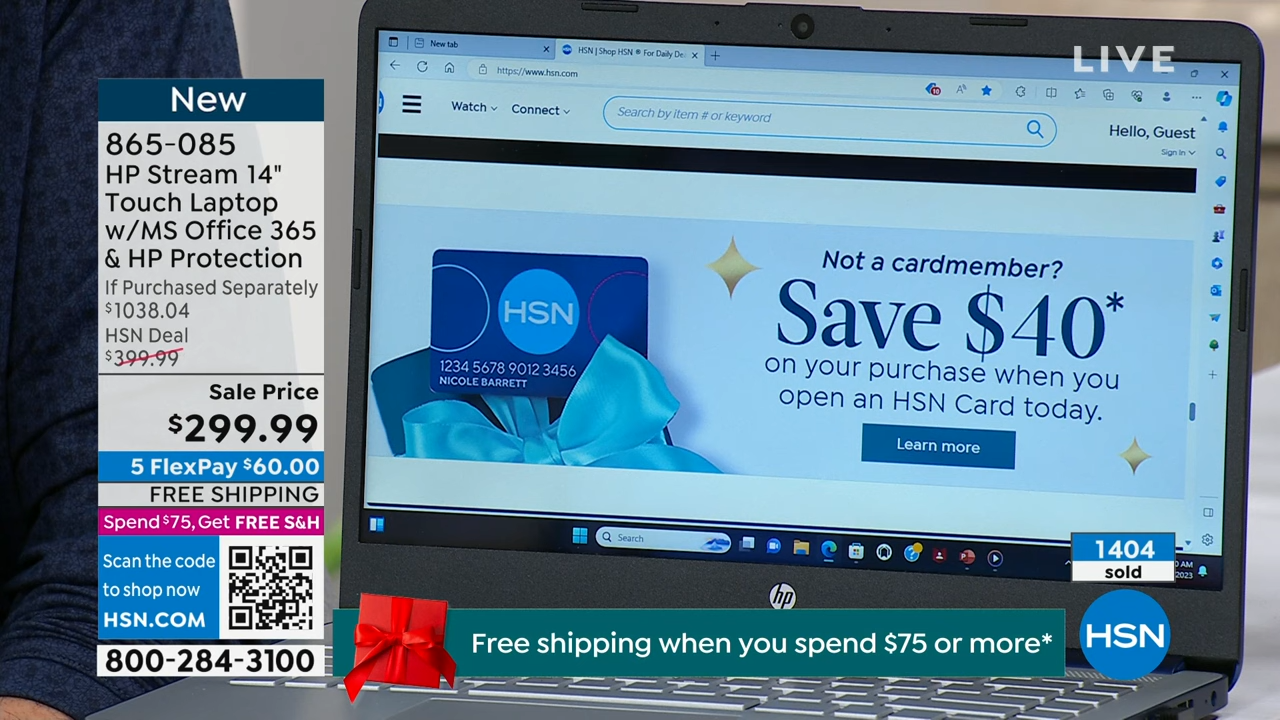 New
865-085
HP Stream 14"
Touch Laptop
w/MS Office 365
& HP Protection
If Purchased Separately
$1038.04
HSN Deal
$399.99
Sale Price
$299.99
5 FlexPay $60.00
FREE SHIPPING
Spend $75, Get FREE S&H
Scan the code
to shop now
HSN.COM
800-284-3100
LIVE
New tab
HSN | Shop HSN ® For Daily De
https://www.hsn.com
10
Watch
Connect
Search by item # or keyword
Hello, Guest
Sign In
HSN
1234 5678 9012 3456
NICOLE BARRETT
Not a cardmember?
Save $40*
on your purchase when you
open an HSN Card today.
Learn more
Search
AM
2023
1404
sold
hp
Free shipping when you spend $75 or more*
HSN